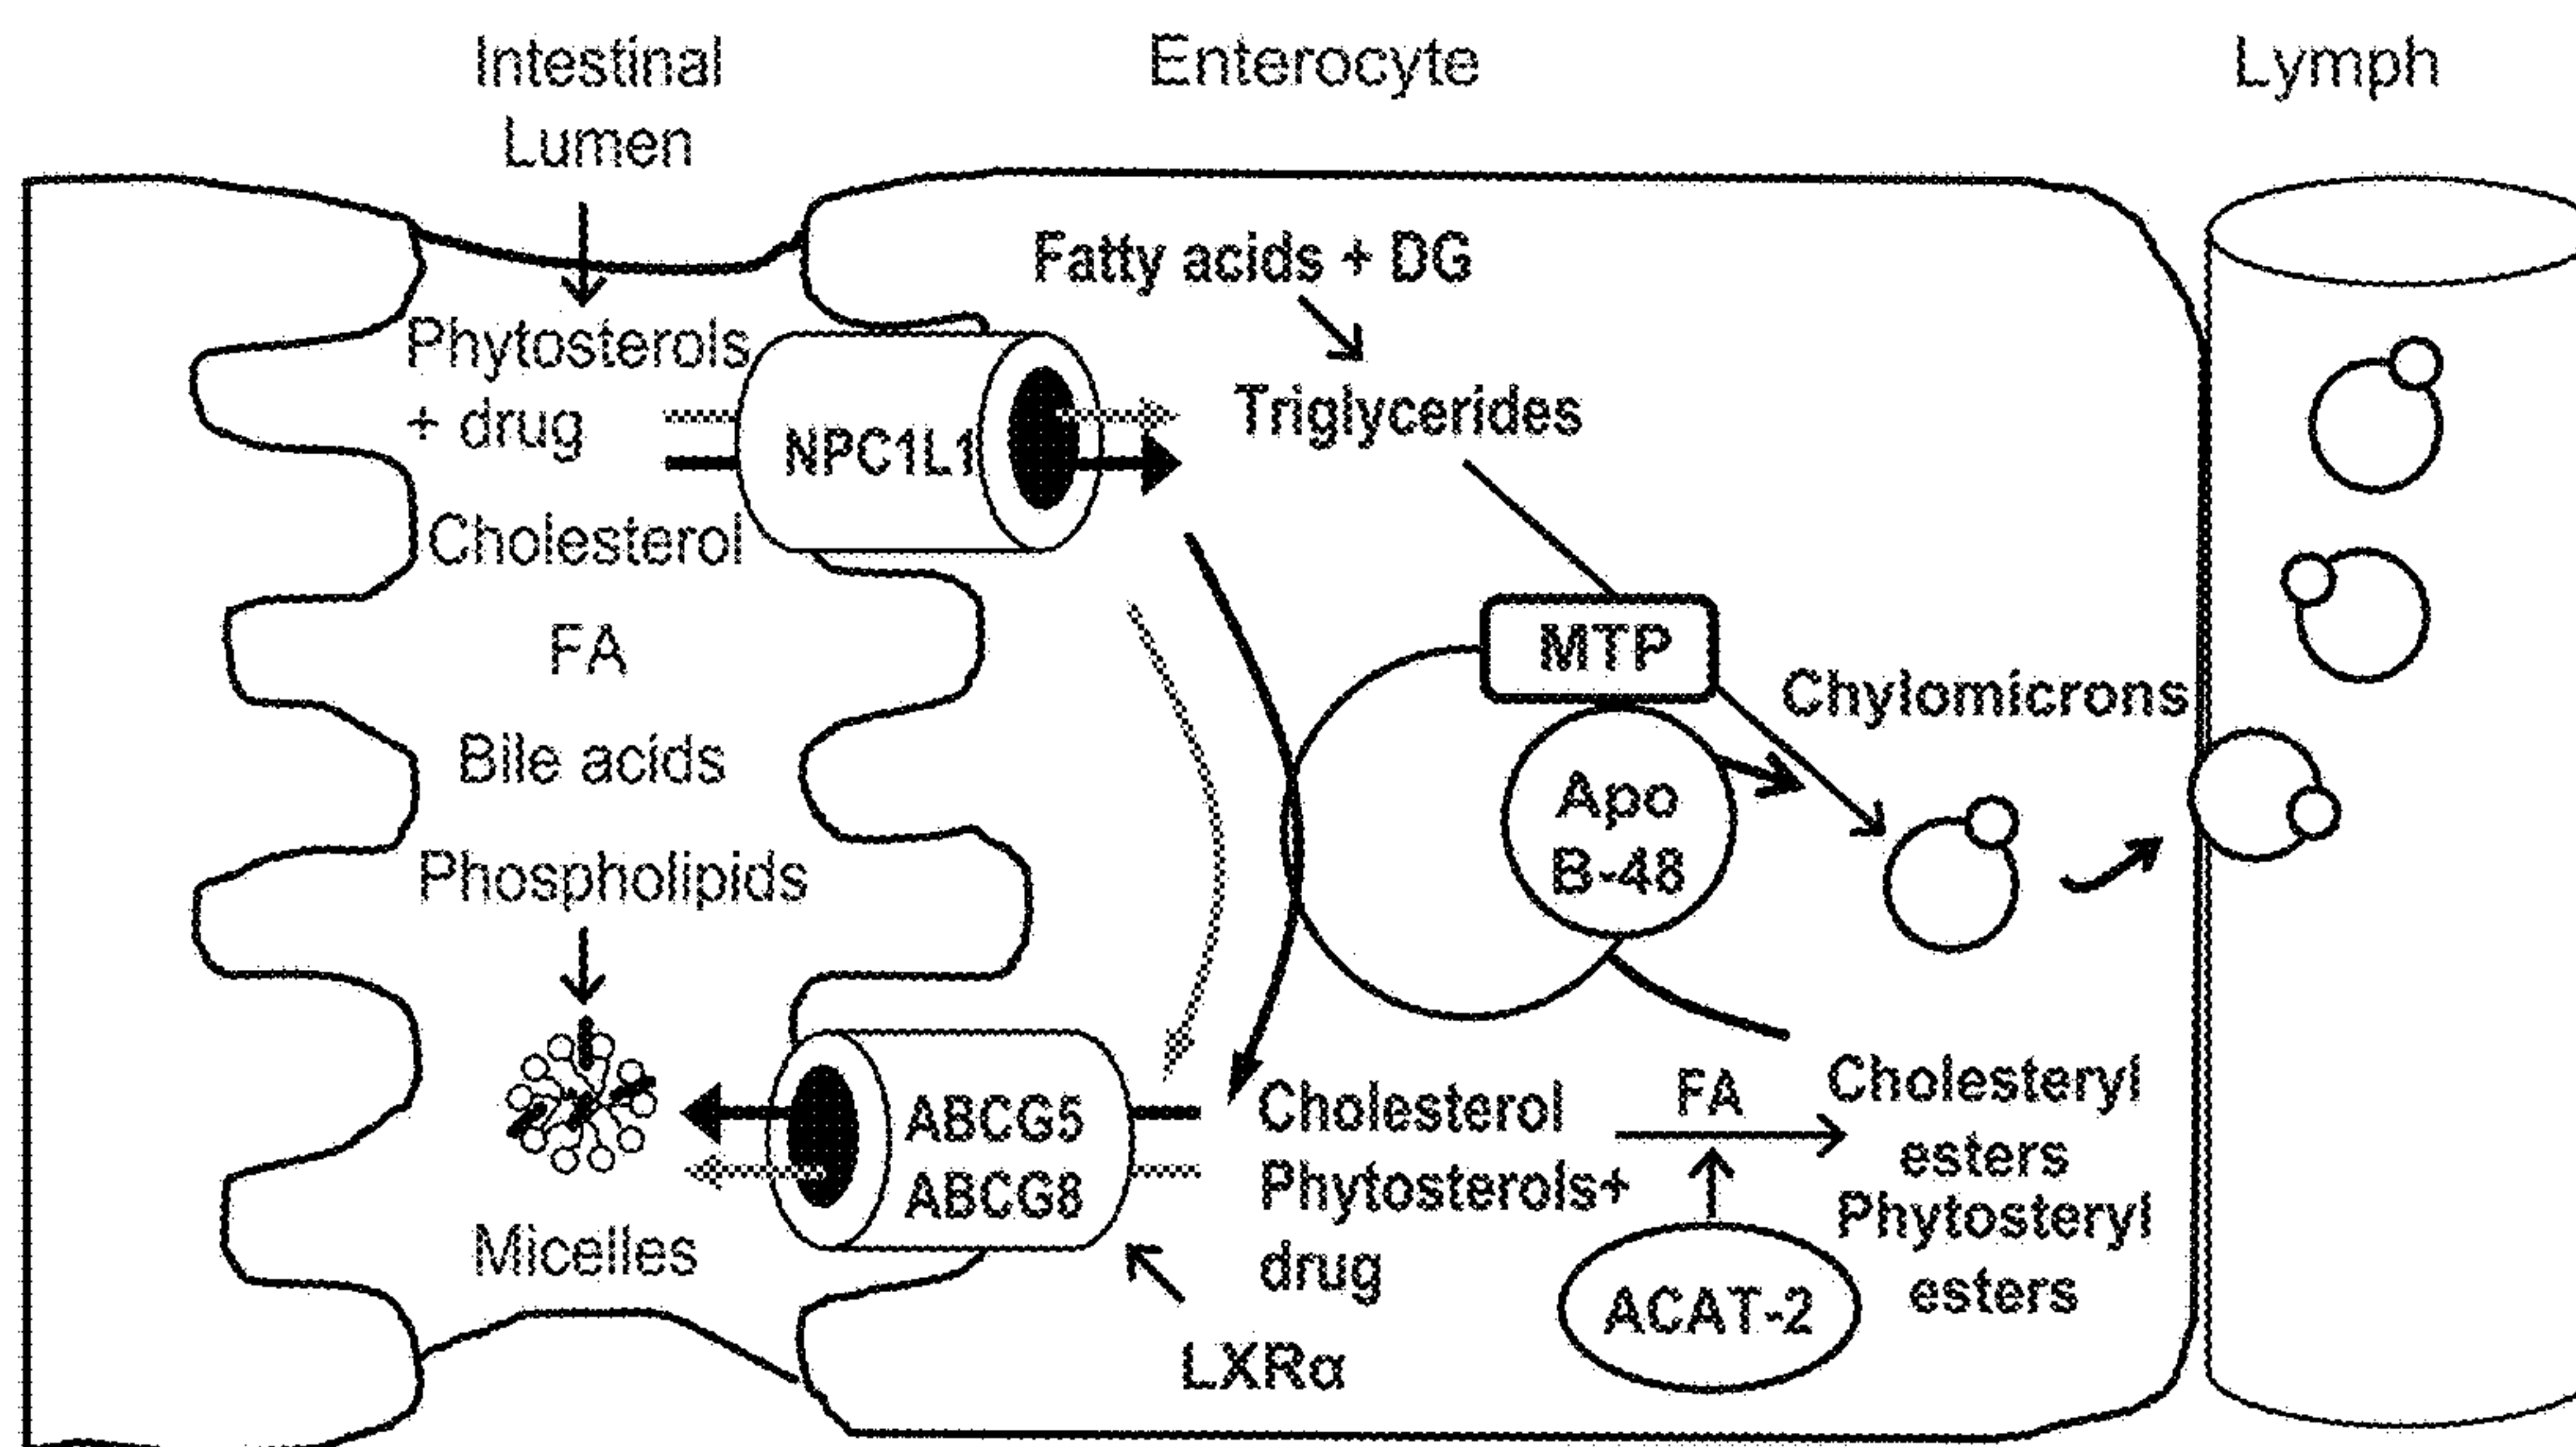 Intestinal
Lumen
Enterocyte
Lymph
Phytosterols
+ drug
Cholesterol
FA
Bile acids
Phospholipids
Micelles
NPC1L1
Fatty acids + DG
Triglycerides
MTP
Apo
B-48
Chylomicrons
ABCG5
ABCG8
Cholesterol
Phytosterols+
drug
LXRα
FA
ACAT-2
Cholesteryl
esters
Phytosteryl
esters